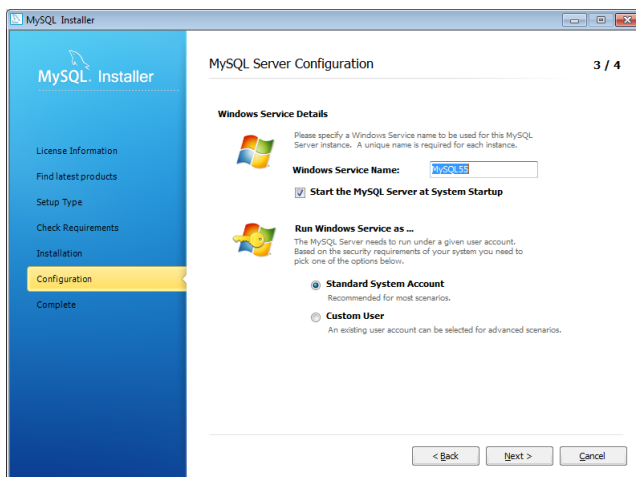 MySQL Installer
MySQL. Installer
License Information
Find latest products
Setup Type
Check Requirements
Installation
Configuration
Complete
MySQL Server Configuration
3 / 4
Windows Service Details
Please specify a Windows Service name to be used for this MySQL
Server instance. A unique name is required for each instance.
Windows Service Name:
MySQL55
Start the MySQL Server at System Startup
Run Windows Service as ...
The MySQL Server needs to run under a given user account.
Based on the security requirements of your system you need to
pick one of the options below.
Standard System Account
Recommended for most scenarios.
Custom User
An existing user account can be selected for advanced scenarios.
< Back
Next >
Cancel